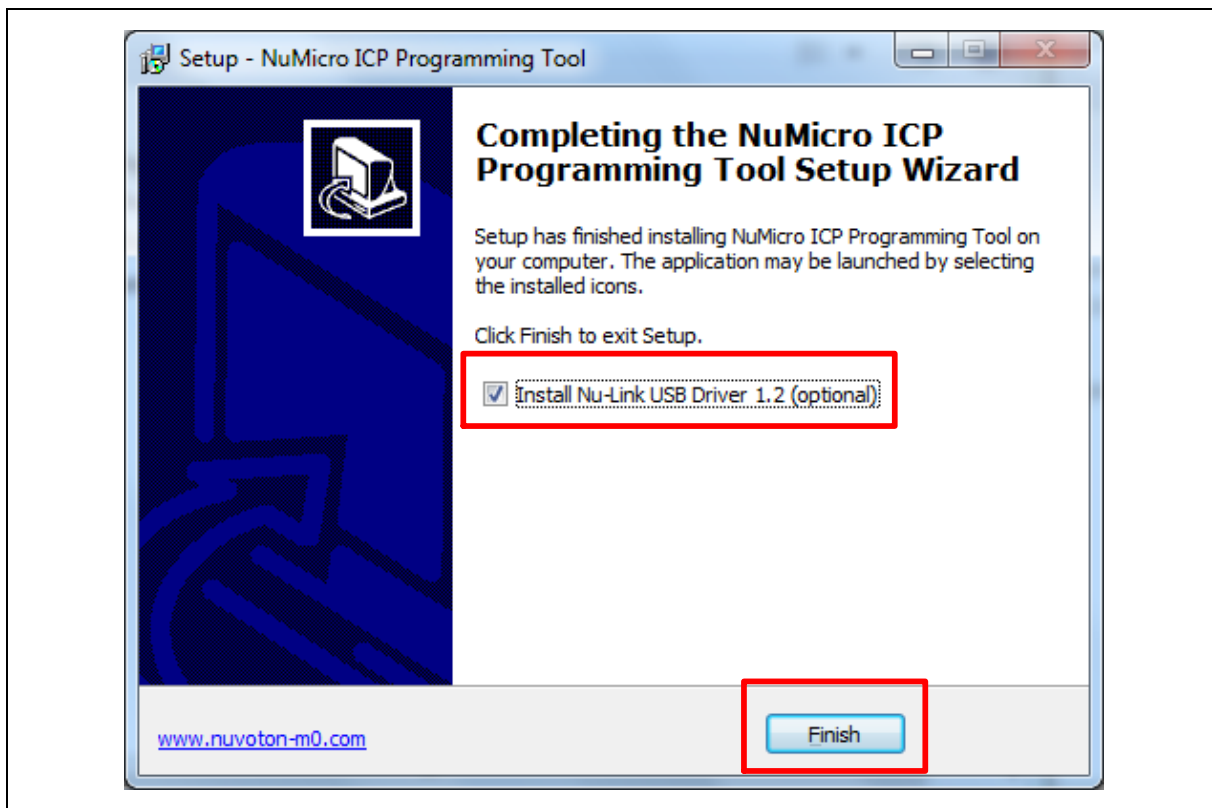 Setup - NuMicro ICP Programming Tool
Completing the NuMicro ICP
Programming Tool Setup Wizard
Setup has finished installing NuMicro ICP Programming Tool on
your computer. The application may be launched by selecting
the installed icons.
Click Finish to exit Setup.
Install Nu-Link USB Driver 1.2 (optional)
www.nuvoton-m0.com
Finish